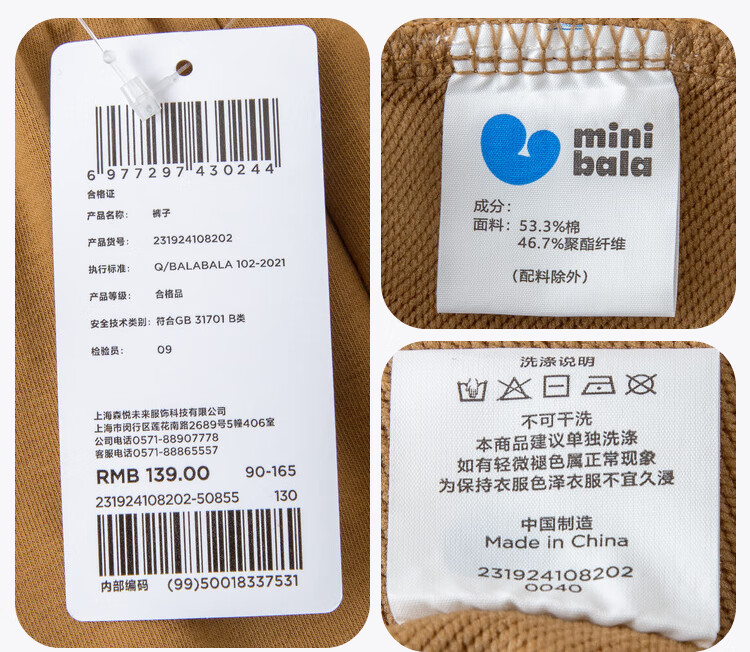 6 977297 430244
合格证
产品名称： 裤子
产品货号： 231924108202
执行标准： Q/BALABALA 102-2021
产品等级： 合格品
安全技术类别：符合GB 31701 B类
检验员： 09
上海森悦未来服饰科技有限公司
上海市闵行区莲花南路2689号5幢406室
公司电话0571-88907778
客服电话0571-88865557
RMB 139.00 90-165
231924108202-50855 130
内部编码 (99)50018337531
mini
bala
成分：
面料：53.3%棉
46.7%聚酯纤维
（配料除外）
洗涤说明
不可干洗
本商品建议单独洗涤
如有轻微褪色属正常现象
为保持衣服色泽衣服不宜久浸
中国制造
Made in China
231924108202
0040